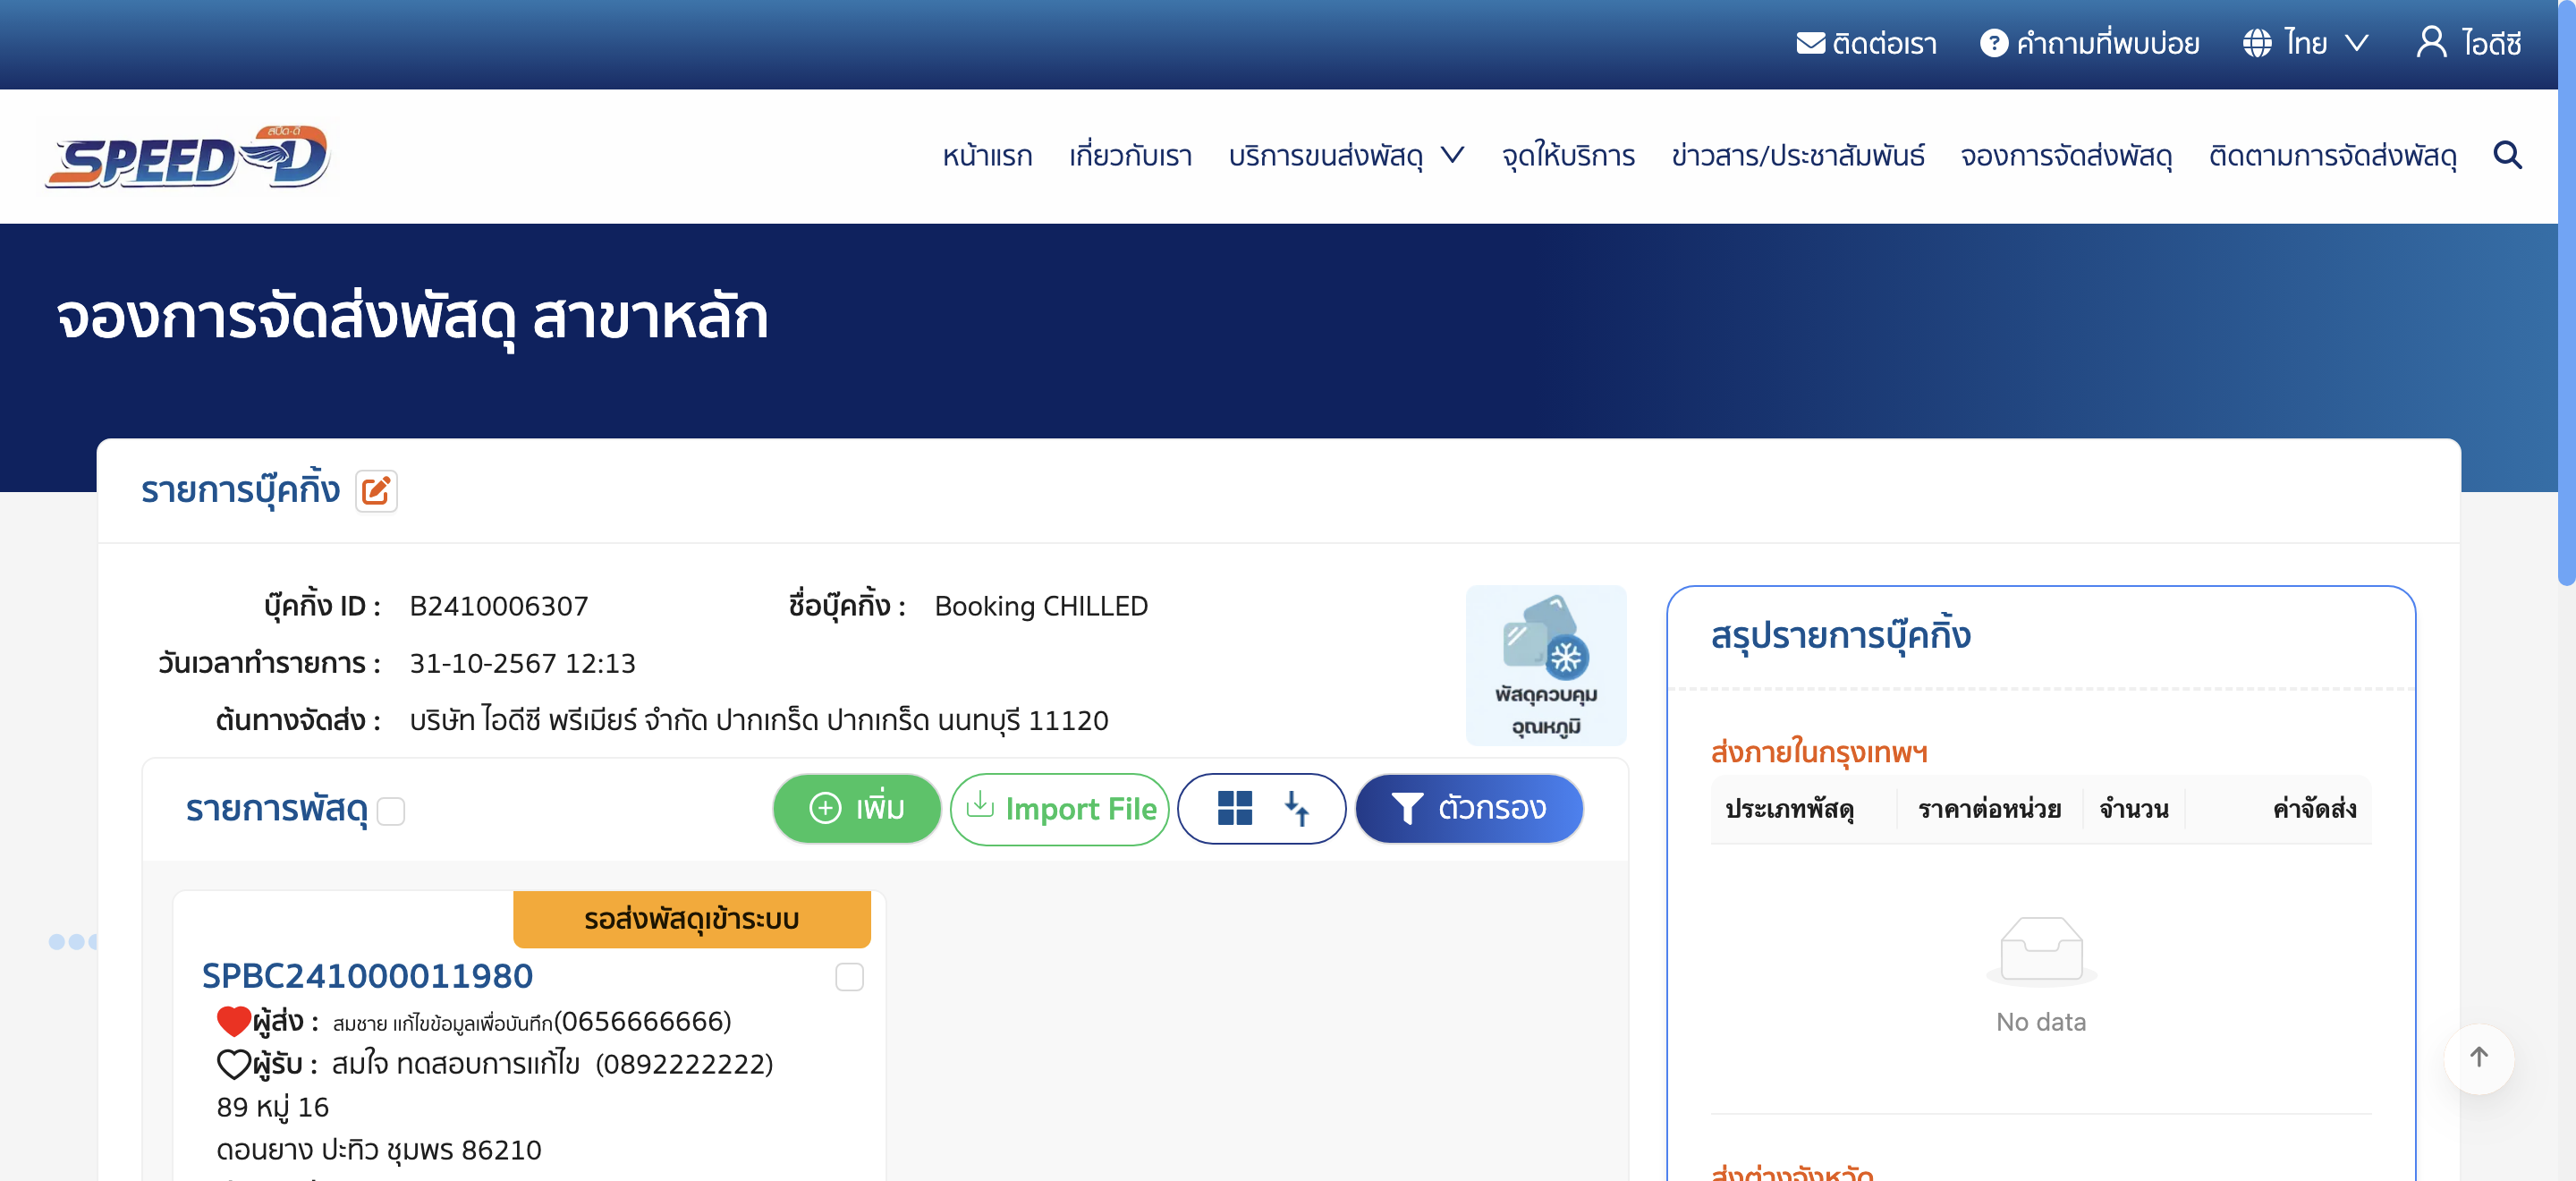 ติดต่อเรา คำถามที่พบบ่อย ไทย ไอดีซี
สปีด-ดี
SPEED-D
หน้าแรก เกี่ยวกับเรา บริการขนส่งพัสดุ จุดให้บริการ ข่าวสาร/ประชาสัมพันธ์ จองการจัดส่งพัสดุ ติดตามการจัดส่งพัสดุ
จองการจัดส่งพัสดุ สาขาหลัก
รายการบุ๊คกิ้ง
บุ๊คกิ้ง ID : B2410006307 ชื่อบุ๊คกิ้ง : Booking CHILLED
วันเวลาทำรายการ : 31-10-2567 12:13
ต้นทางจัดส่ง : บริษัท ไอดีซี พรีเมียร์ จำกัด ปากเกร็ด ปากเกร็ด นนทบุรี 11120
พัสดุควบคุม
อุณหภูมิ
รายการพัสดุ เพิ่ม Import File ตัวกรอง
รอส่งพัสดุเข้าระบบ
SPBC241000011980
ผู้ส่ง : สมชาย แก้ไขข้อมูลเพื่อบันทึก(0656666666)
ผู้รับ : สมใจ ทดสอบการแก้ไข (0892222222)
89 หมู่ 16
ดอนยาง ปะทิว ชุมพร 86210
สรุปรายการบุ๊คกิ้ง
ส่งภายในกรุงเทพฯ
ประเภทพัสดุ ราคาต่อหน่วย จำนวน ค่าจัดส่ง
No data
ส่งต่างจังหวัด